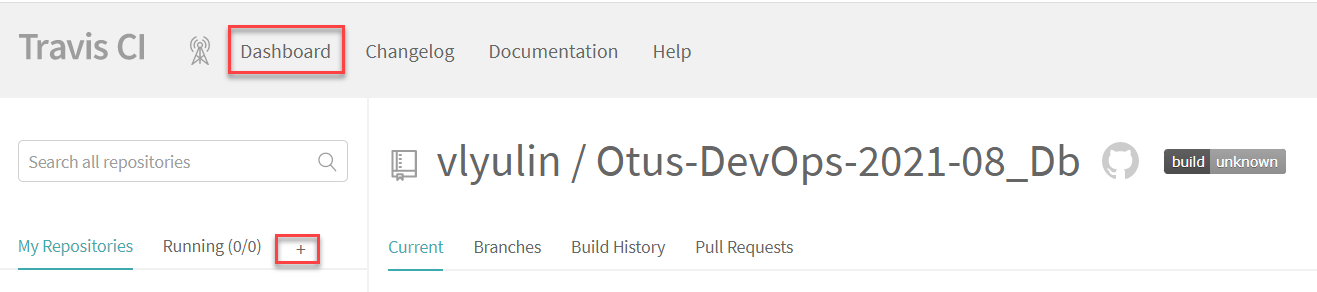 Travis CI Dashboard Changelog Documentation Help
Search all repositories
vlyulin / Otus-DevOps-2021-08_Db build unknown
My Repositories Running (0/0) +
Current Branches Build History Pull Requests